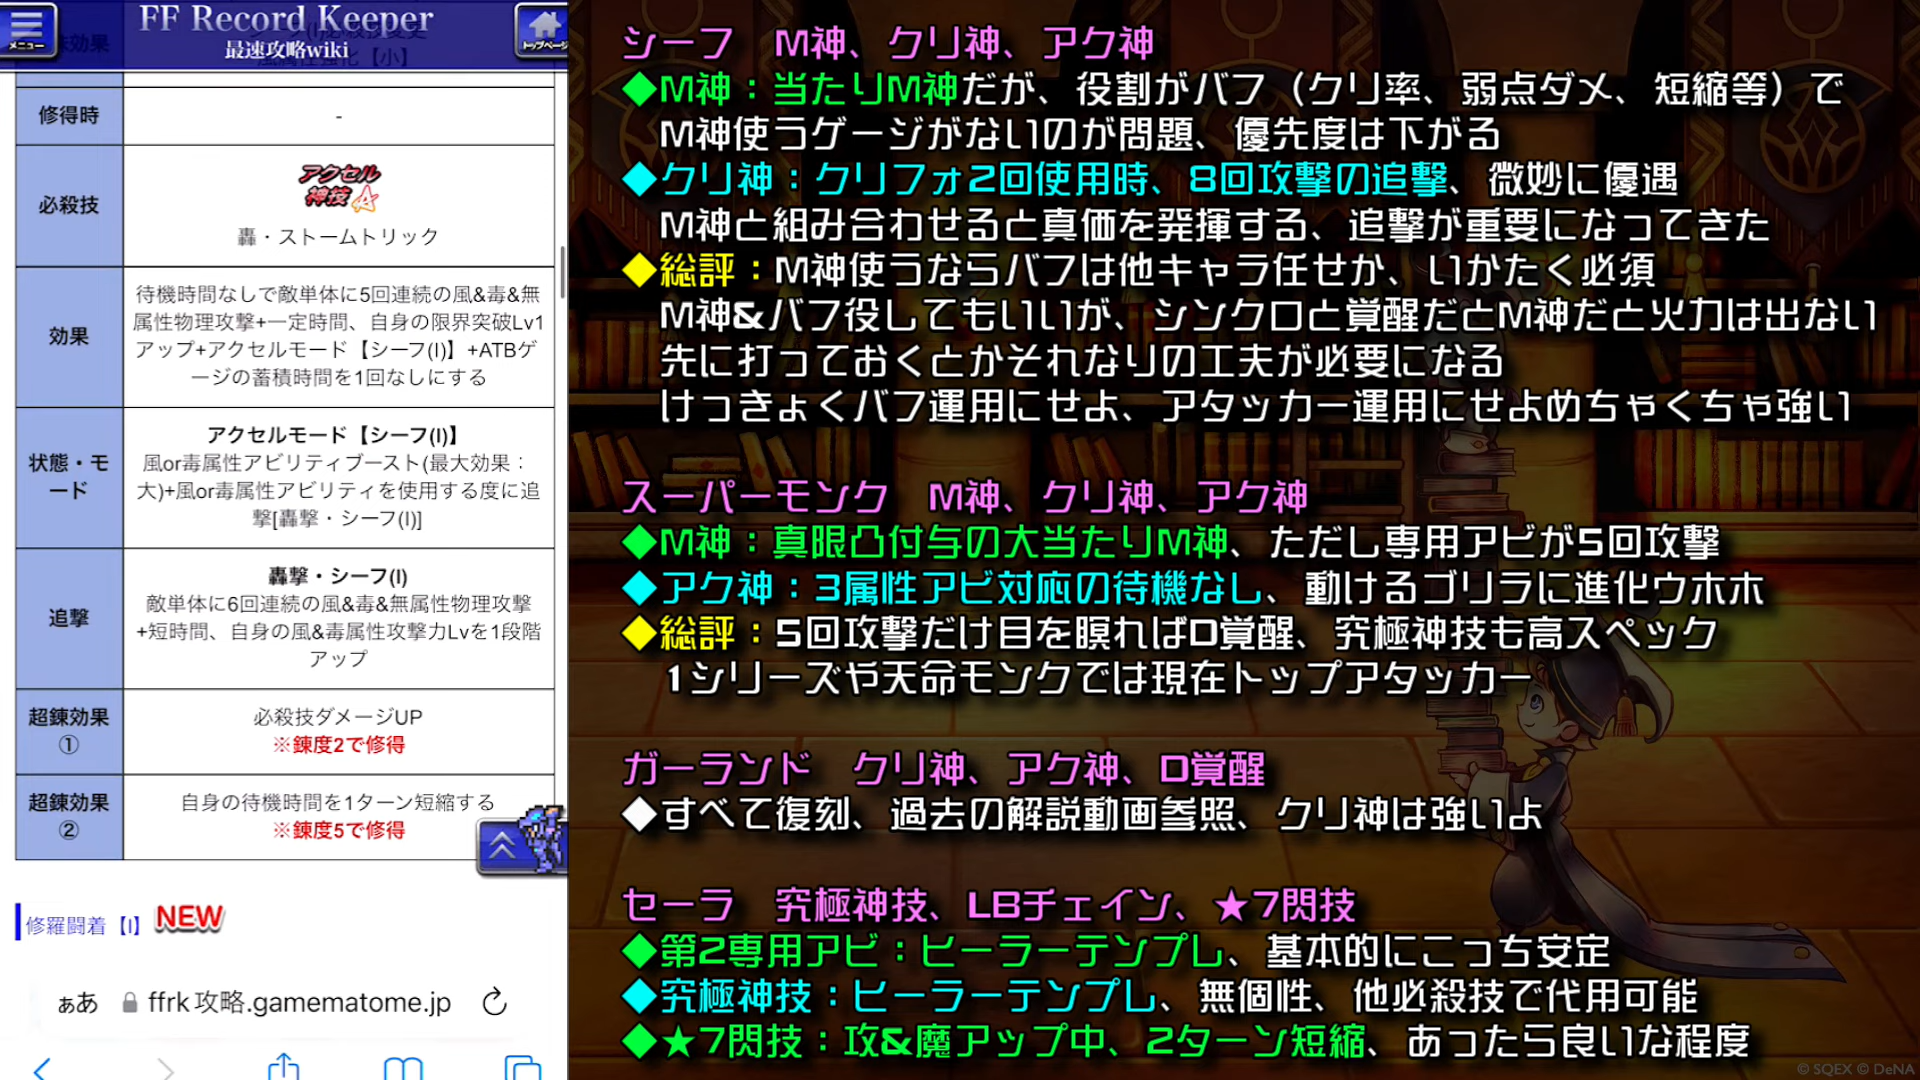 FF Record Keeper
最速攻略wiki
メニュー
トップページ
修得時
-
必殺技
アクセル
神技
轟・ストームトリック
効果
待機時間なしで敵単体に5回連続の風&毒&無
属性物理攻撃+一定時間、自身の限界突破Lv1
アップ+アクセルモード【シーフ(I)】+ATBゲ
ージの蓄積時間を1回なしにする
状態・モ
ード
アクセルモード【シーフ(I)】
風or毒属性アビリティブースト(最大効果：
大)+風or毒属性アビリティを使用する度に追
撃[轟撃・シーフ(I)]
追撃
轟撃・シーフ(I)
敵単体に6回連続の風&毒&無属性物理攻撃
+短時間、自身の風&毒属性攻撃力Lvを1段階
アップ
超錬効果
①
必殺技ダメージUP
※錬度2で修得
超錬効果
②
自身の待機時間を1ターン短縮する
※錬度5で修得
修羅闘着【I】 NEW
ぁあ ffrk攻略.gamematome.jp
シーフ　M神、クリ神、アク神
◆M神：当たりM神だが、役割がバフ（クリ率、弱点ダメ、短縮等）で
M神使うゲージがないのが問題、優先度は下がる
◆クリ神：クリフォ2回使用時、8回攻撃の追撃、微妙に優遇
M神と組み合わせると真価を発揮する、追撃が重要になってきた
◆総評：M神使うならバフは他キャラ任せか、いかたく必須
M神&バフ役してもいいが、シンクロと覚醒だとM神だと火力は出ない
先に打っておくとかそれなりの工夫が必要になる
けっきょくバフ運用にせよ、アタッカー運用にせよめちゃくちゃ強い
スーパーモンク　M神、クリ神、アク神
◆M神：真限凸付与の大当たりM神、ただし専用アビが5回攻撃
◆アク神：3属性アビ対応の待機なし、動けるゴリラに進化ウホホ
◆総評：5回攻撃だけ目を瞑ればD覚醒、究極神技も高スペック
1シリーズや天命モンクでは現在トップアタッカー
ガーランド　クリ神、アク神、D覚醒
◆すべて復刻、過去の解説動画参照、クリ神は強いよ
セーラ　究極神技、LBチェイン、★7閃技
◆第2専用アビ：ヒーラーテンプレ、基本的にこっち安定
◆究極神技：ヒーラーテンプレ、無個性、他必殺技で代用可能
◆★7閃技：攻&魔アップ中、2ターン短縮、あったら良いな程度
© SQEX © DeNA